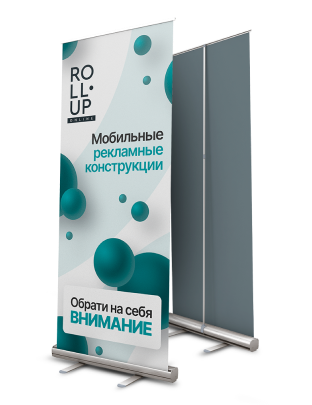 RO
LL·
UP
ONLINE
Мобильные
рекламные
конструкции
Обрати на себя
ВНИМАНИЕ